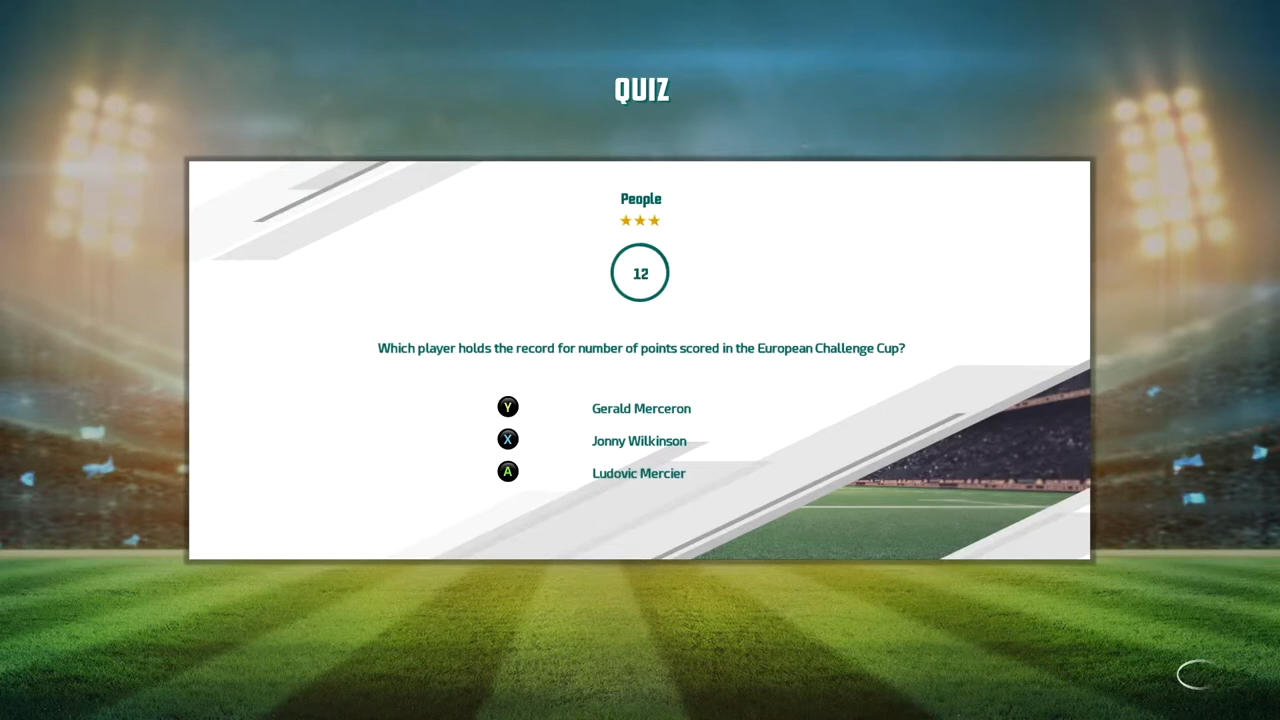 QUIZ
People
12
Which player holds the record for number of points scored in the European Challenge Cup?
Y Gerald Merceron
X Jonny Wilkinson
A Ludovic Mercier